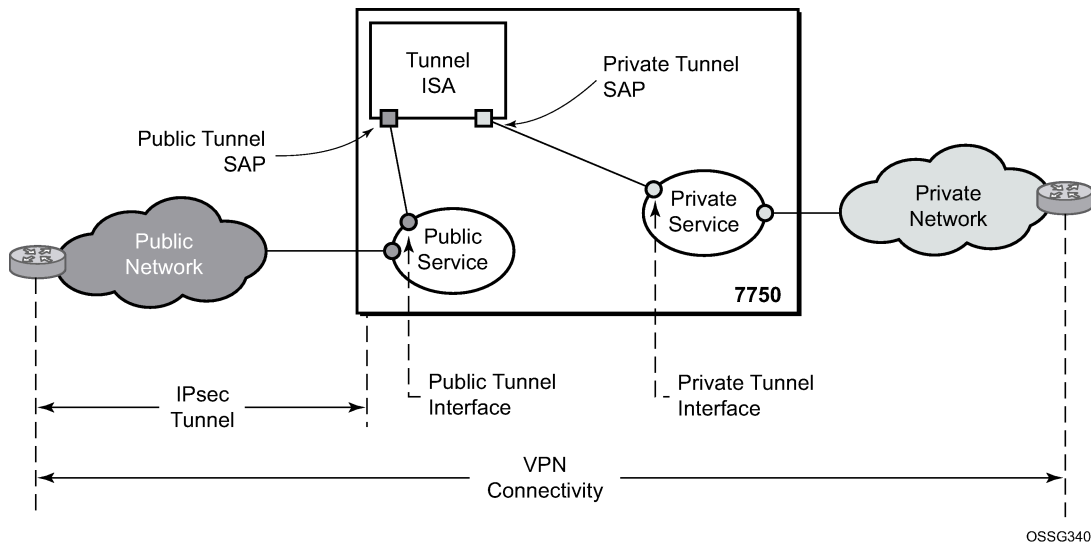 Tunnel
ISA
Private Tunnel
SAP
Public Tunnel
SAP
Public
Network
Public
Service
Private
Service
Private
Network
7750
IPsec
Tunnel
Public Tunnel
Interface
Private Tunnel
Interface
VPN
Connectivity
OSSG340